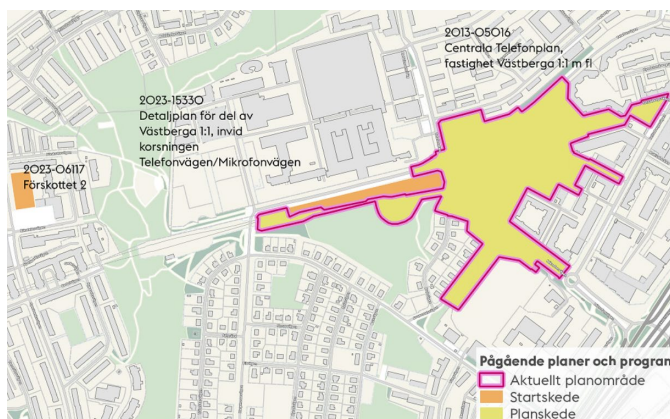 2013-05016
Centrala Telefonplan,
fastighet Västberga 1:1 m fl
2023-15330
Detaljplan för del av
Västberga 1:1, invid
korsningen
Telefonvägen/Mikrofonvägen
2023-06117
Förskottet 2
Pågående planer och program
Aktuellt planområde
Startskede
Planskede